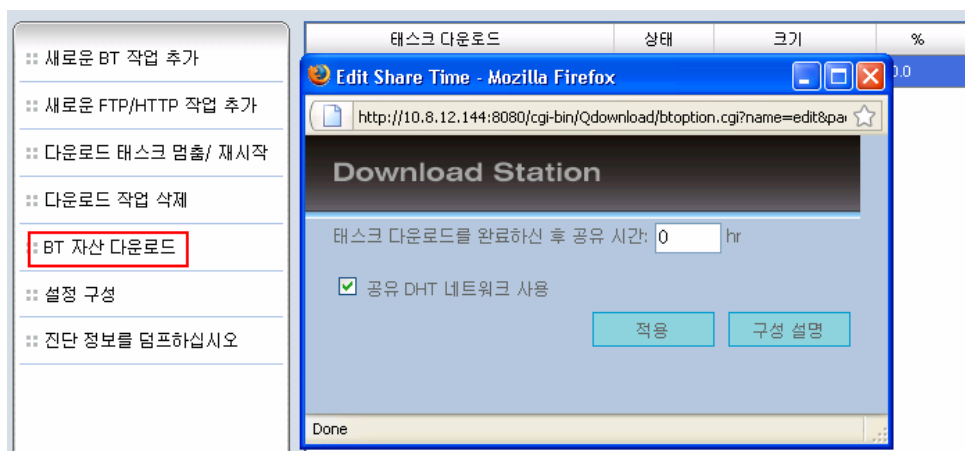 새로운 BT 작업 추가
새로운 FTP/HTTP 작업 추가
다운로드 태스크 멈출/ 재시작
다운로드 작업 삭제
BT 자산 다운로드
설정 구성
진단 정보를 덤프하십시오
태스크 다운로드 상태 크기 %
0.0
Edit Share Time - Mozilla Firefox
http://10.8.12.144:8080/cgi-bin/Qdownload/btoption.cgi?name=edit&pa
Download Station
태스크 다운로드를 완료하신 후 공유 시간: 0 hr
공유 DHT 네트워크 사용
적용 구성 설명
Done